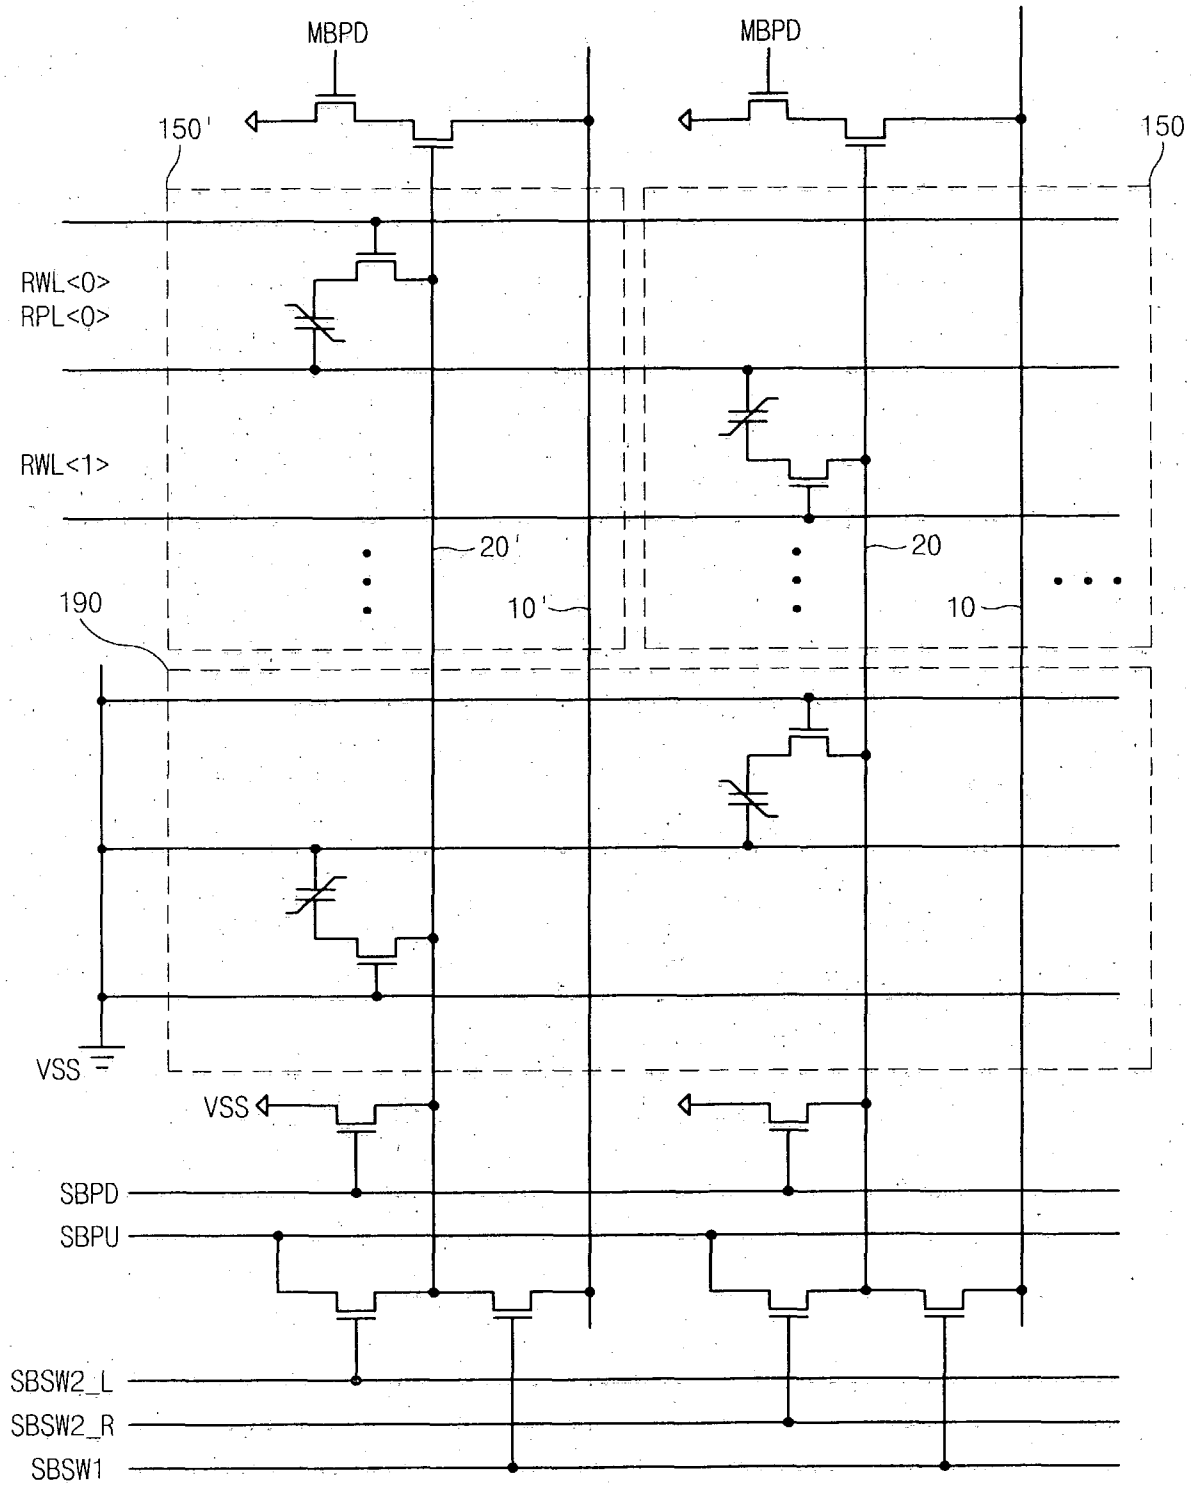 MBPD MBPD
150' 150
RWL<0>
RPL<0>
RWL<1>
20' 20
190 10' 10
VSS
VSS
SBPD
SBPU
SBSW2_L
SBSW2_R
SBSW1